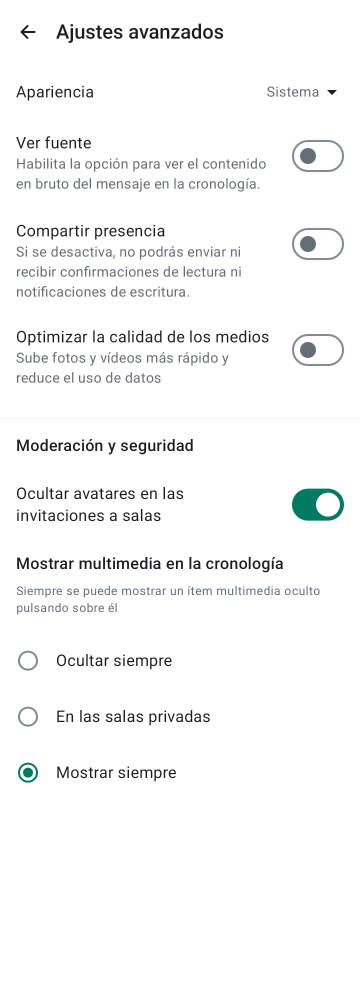 Ajustes avanzados
Apariencia
Sistema
Ver fuente
Habilita la opción para ver el contenido
en bruto del mensaje en la cronología.
Compartir presencia
Si se desactiva, no podrás enviar ni
recibir confirmaciones de lectura ni
notificaciones de escritura.
Optimizar la calidad de los medios
Sube fotos y vídeos más rápido y
reduce el uso de datos
Moderación y seguridad
Ocultar avatares en las
invitaciones a salas
Mostrar multimedia en la cronología
Siempre se puede mostrar un ítem multimedia oculto
pulsando sobre él
Ocultar siempre
En las salas privadas
Mostrar siempre